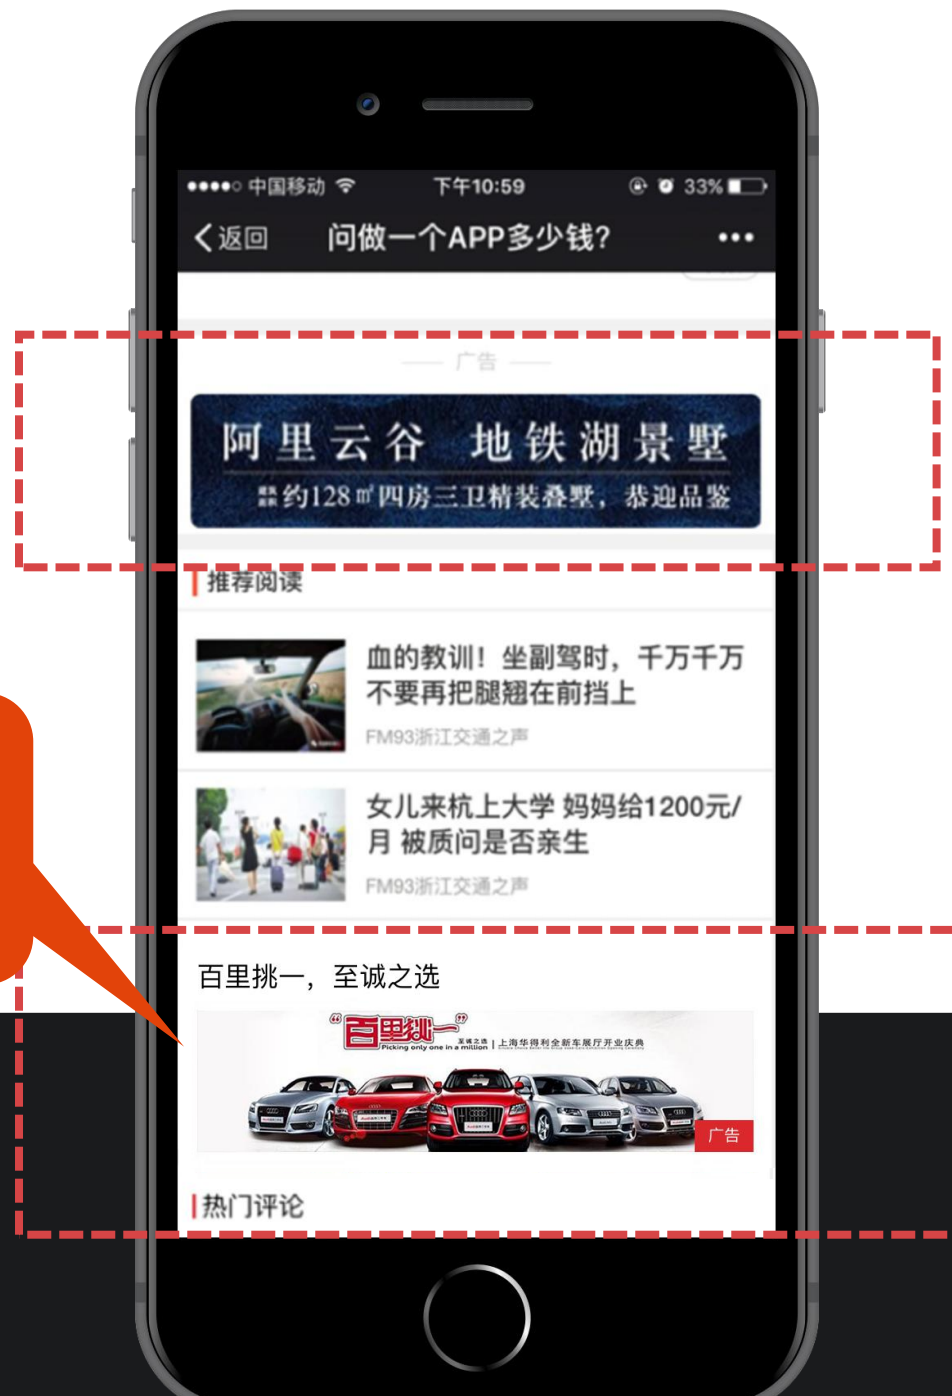 中国移动 下午10:59 33%
返回 问做一个APP多少钱?
广告
阿里云谷 地铁湖景墅
建筑面积约128㎡四房三卫精装叠墅，恭迎品鉴
推荐阅读
血的教训！坐副驾时，千万千万
不要再把腿翘在前挡上
FM93浙江交通之声
女儿来杭上大学 妈妈给1200元/
月 被质问是否亲生
FM93浙江交通之声
百里挑一，至诚之选
“百里挑一”
Picking only one in a million
至诚之选 | 上海华得利全新车展厅开业庆典
广告
热门评论